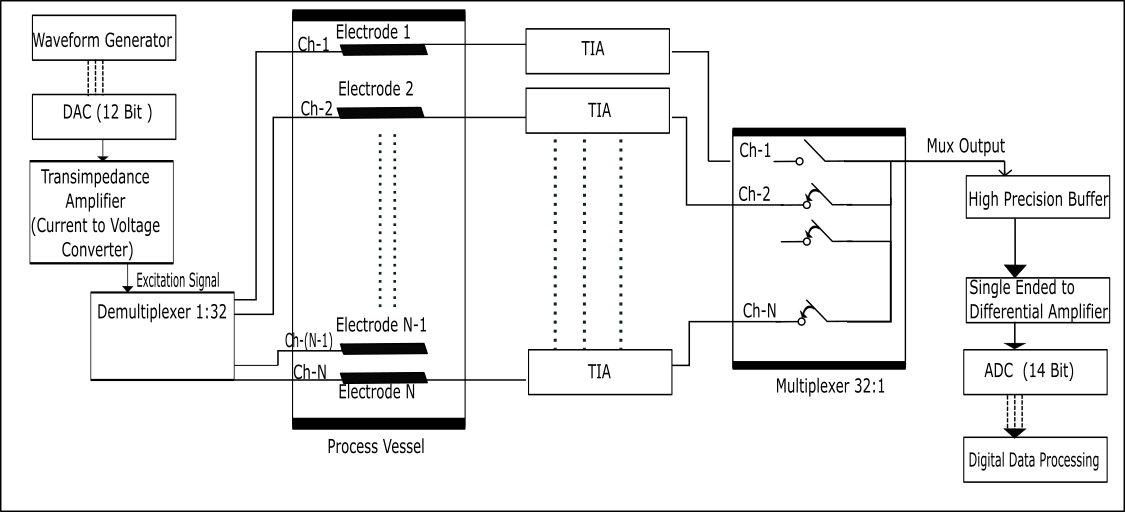 Waveform Generator
DAC (12 Bit )
Transimpedance
Amplifier
(Current to Voltage
Converter)
Excitation Signal
Demultiplexer 1:32
Ch-1
Electrode 1
Ch-2
Electrode 2
Ch-(N-1)
Electrode N-1
Ch-N
Electrode N
Process Vessel
TIA
TIA
TIA
Ch-1
Ch-2
Ch-N
Multiplexer 32:1
Mux Output
High Precision Buffer
Single Ended to
Differential Amplifier
ADC (14 Bit)
Digital Data Processing